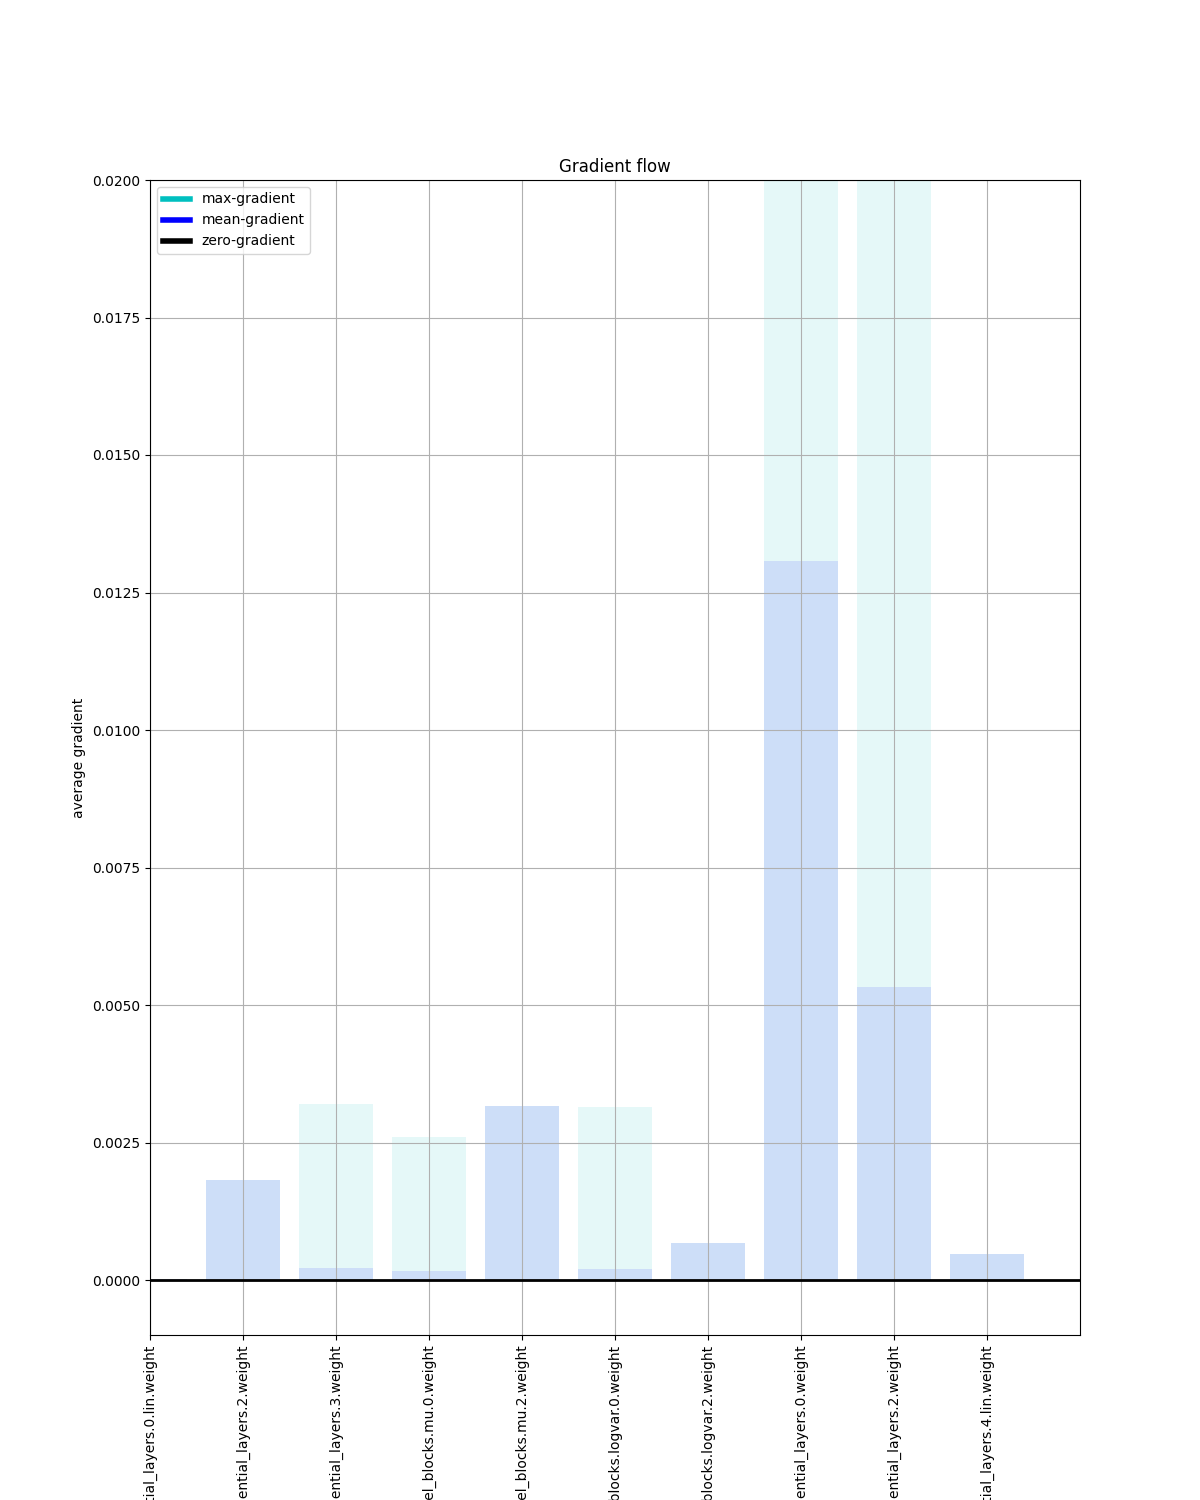 Gradient flow
max-gradient
mean-gradient
zero-gradient
0.0200
0.0175
0.0150
0.0125
0.0100
0.0075
0.0050
0.0025
0.0000
average gradient
tial_layers.0.lin.weight
ential_layers.2.weight
ential_layers.3.weight
el_blocks.mu.0.weight
el_blocks.mu.2.weight
blocks.logvar.0.weight
blocks.logvar.2.weight
ential_layers.0.weight
ential_layers.2.weight
tial_layers.4.lin.weight